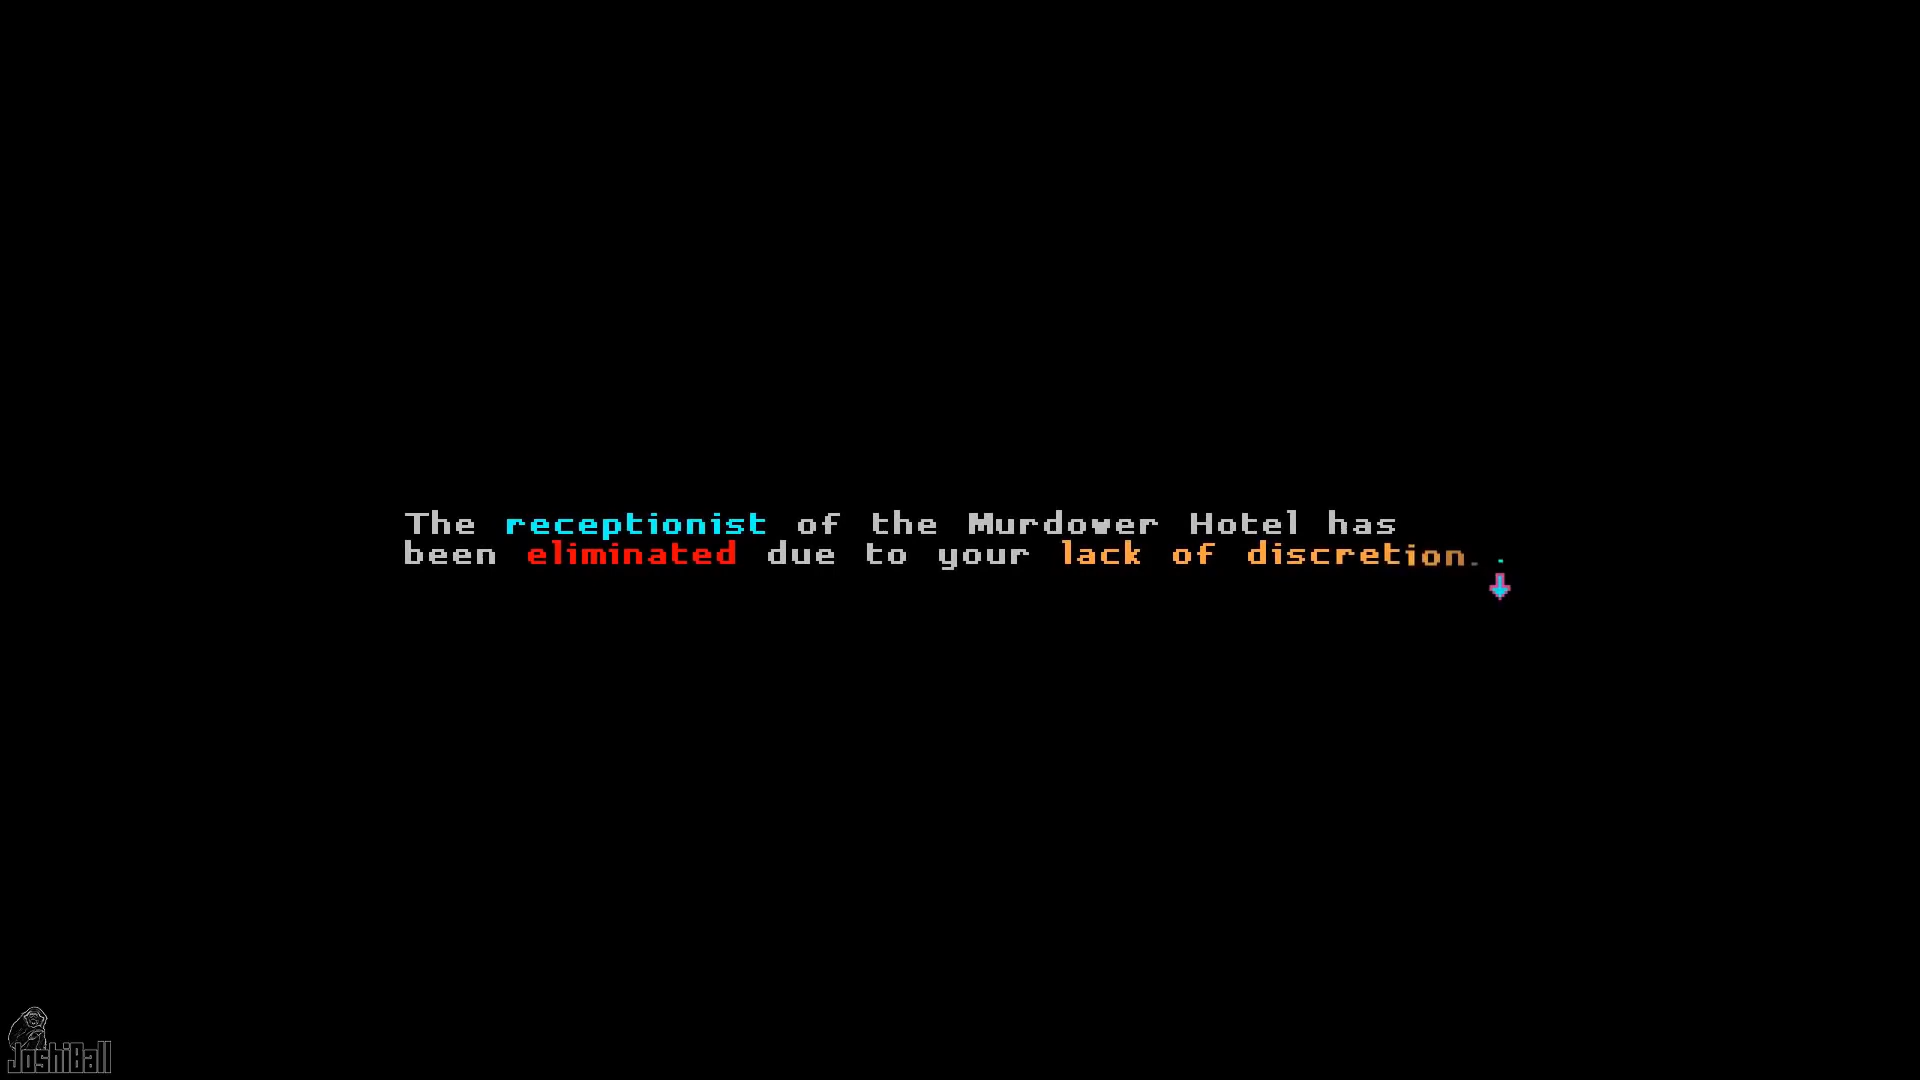 The receptionist of the Murdower Hotel has
been eliminated due to your lack of discretion.
JoshiBall